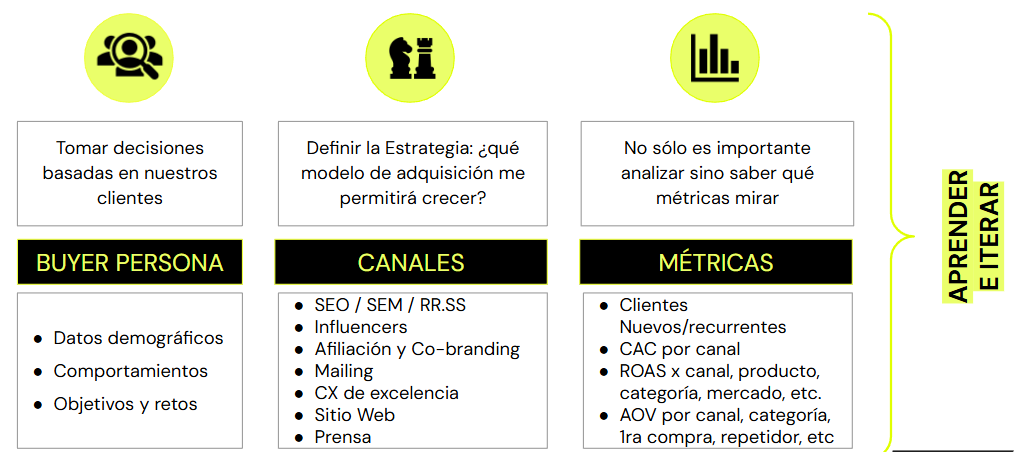 Tomar decisiones
basadas en nuestros
clientes
BUYER PERSONA
● Datos demográficos
● Comportamientos
● Objetivos y retos
Definir la Estrategia: ¿qué
modelo de adquisición me
permitirá crecer?
CANALES
● SEO / SEM / RR.SS
● Influencers
● Afiliación y Co-branding
● Mailing
● CX de excelencia
● Sitio Web
● Prensa
No sólo es importante
analizar sino saber qué
métricas mirar
MÉTRICAS
● Clientes
Nuevos/recurrentes
● CAC por canal
● ROAS x canal, producto,
categoría, mercado, etc.
● AOV por canal, categoría,
1ra compra, repetidor, etc
APRENDER
E ITERAR